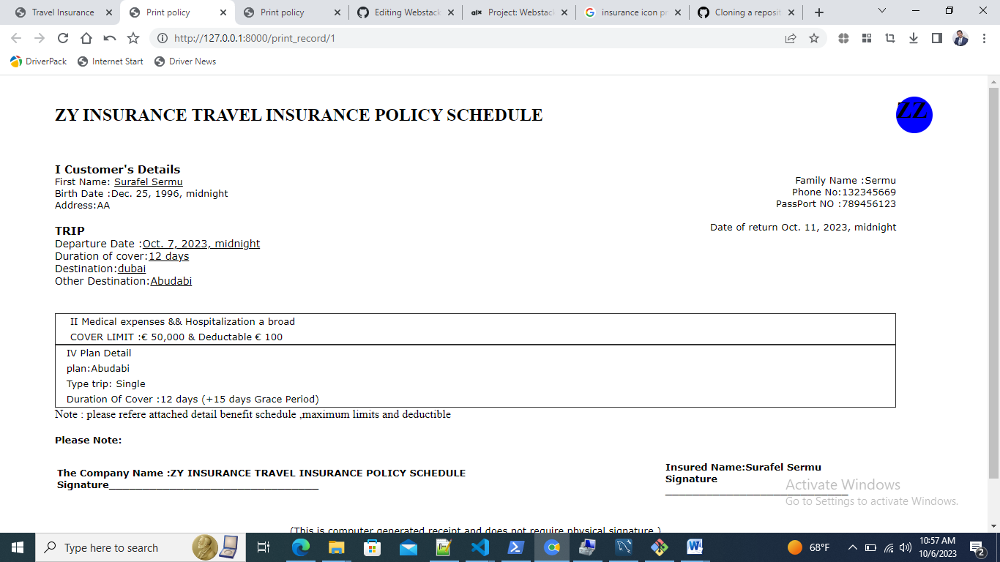 Travel Insurance
Print policy
Print policy
Editing Webstack
Project: Webstack
insurance icon pr
Cloning a reposit
http://127.0.0.1:8000/print_record/1
DriverPack
Internet Start
Driver News
ZY INSURANCE TRAVEL INSURANCE POLICY SCHEDULE
ZZ
I Customer's Details
First Name: Surafel Sermu
Birth Date :Dec. 25, 1996, midnight
Address:AA
Family Name :Sermu
Phone No:132345669
PassPort NO :789456123
Date of return Oct. 11, 2023, midnight
TRIP
Departure Date :Oct. 7, 2023, midnight
Duration of cover:12 days
Destination:dubai
Other Destination:Abudabi
II Medical expenses && Hospitalization a broad
COVER LIMIT :€ 50,000 & Deductable € 100
IV Plan Detail
plan:Abudabi
Type trip: Single
Duration Of Cover :12 days (+15 days Grace Period)
Note : please refere attached detail benefit schedule ,maximum limits and deductible
Please Note:
The Company Name :ZY INSURANCE TRAVEL INSURANCE POLICY SCHEDULE
Signature__________________________________
Insured Name:Surafel Sermu
Signature
______________________________
Activate Windows
Go to Settings to activate Windows.
(This is computer generated receipt and does not require physical signature.)
Type here to search
68°F
10:57 AM
10/6/2023
2